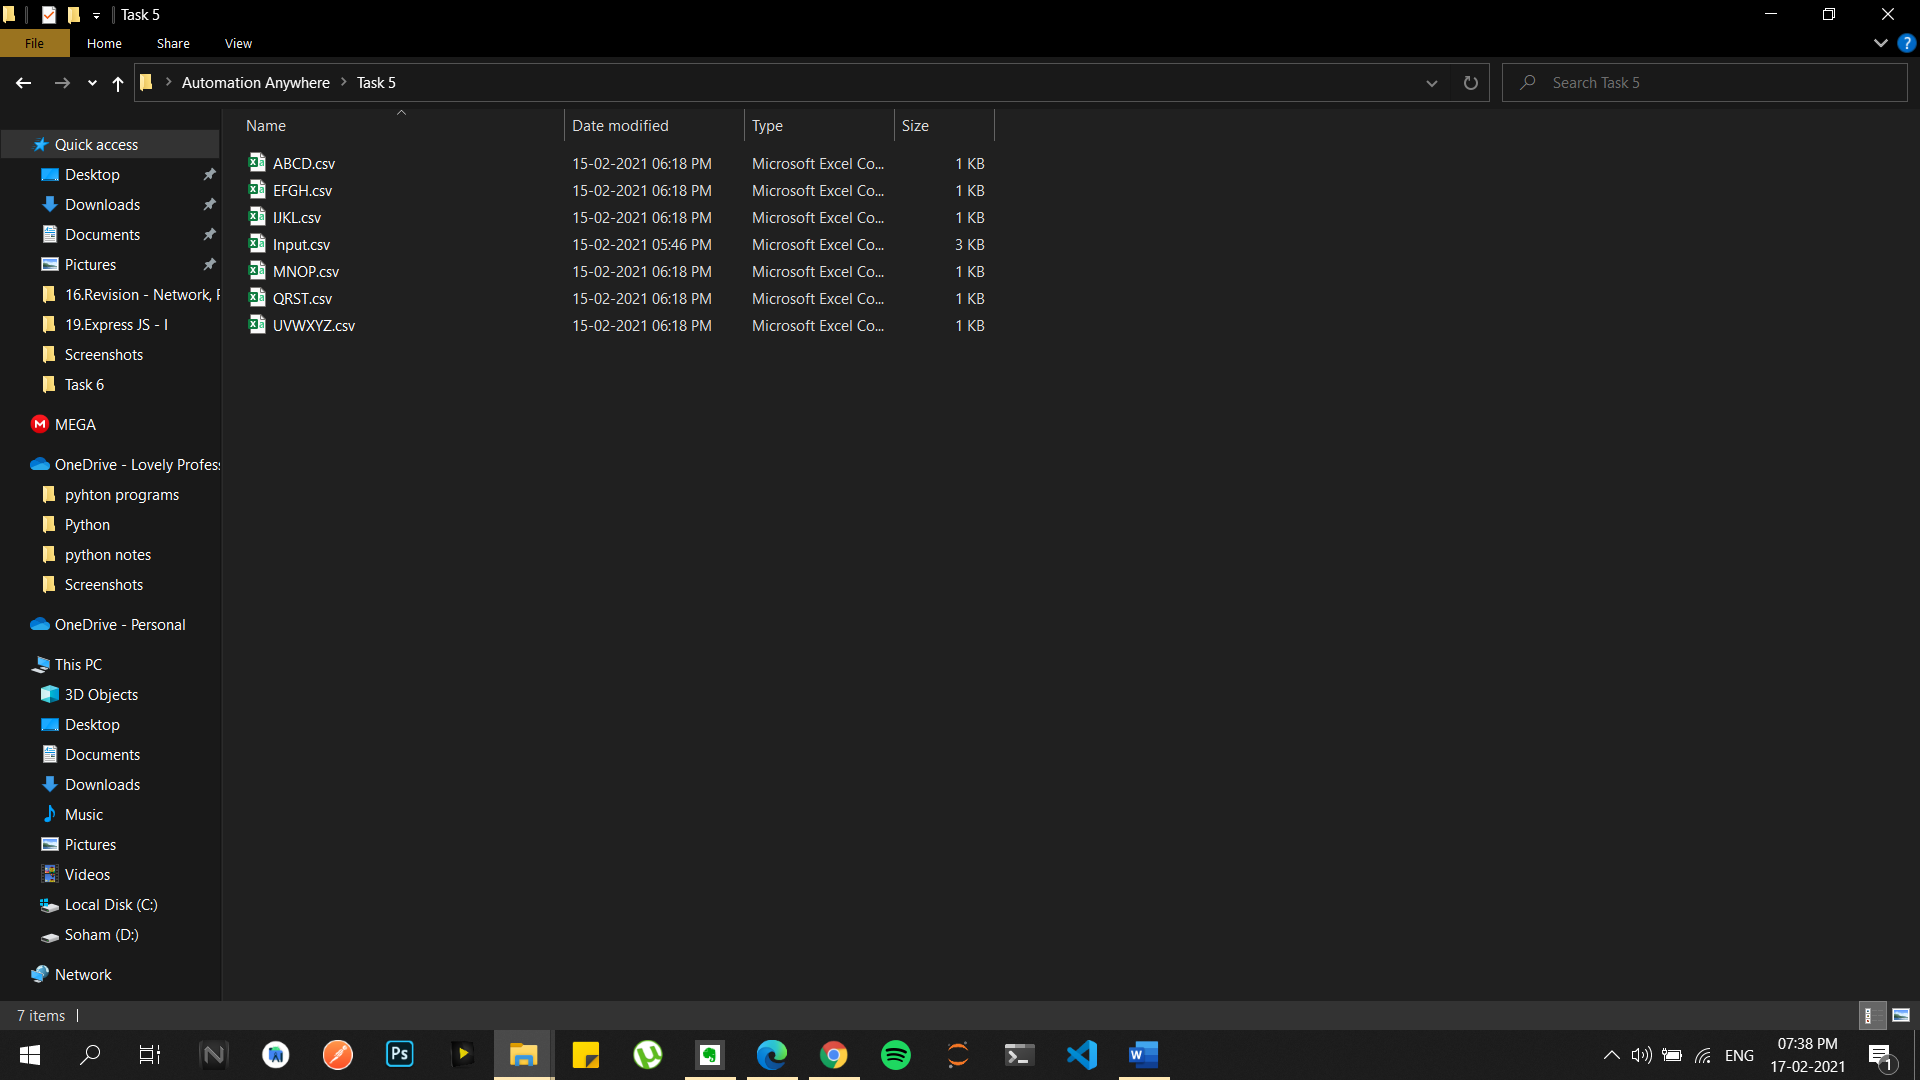 Task 5
File Home Share View
Automation Anywhere Task 5
Search Task 5
Name Date modified Type Size
ABCD.csv 15-02-2021 06:18 PM Microsoft Excel Co... 1 KB
EFGH.csv 15-02-2021 06:18 PM Microsoft Excel Co... 1 KB
IJKL.csv 15-02-2021 06:18 PM Microsoft Excel Co... 1 KB
Input.csv 15-02-2021 05:46 PM Microsoft Excel Co... 3 KB
MNOP.csv 15-02-2021 06:18 PM Microsoft Excel Co... 1 KB
QRST.csv 15-02-2021 06:18 PM Microsoft Excel Co... 1 KB
UVWXYZ.csv 15-02-2021 06:18 PM Microsoft Excel Co... 1 KB
Quick access
Desktop
Downloads
Documents
Pictures
16.Revision - Network,
19.Express JS - I
Screenshots
Task 6
MEGA
OneDrive - Lovely Profes
pyhton programs
Python
python notes
Screenshots
OneDrive - Personal
This PC
3D Objects
Desktop
Documents
Downloads
Music
Pictures
Videos
Local Disk (C:)
Soham (D:)
Network
7 items
Ps
ENG
07:38 PM
17-02-2021
1